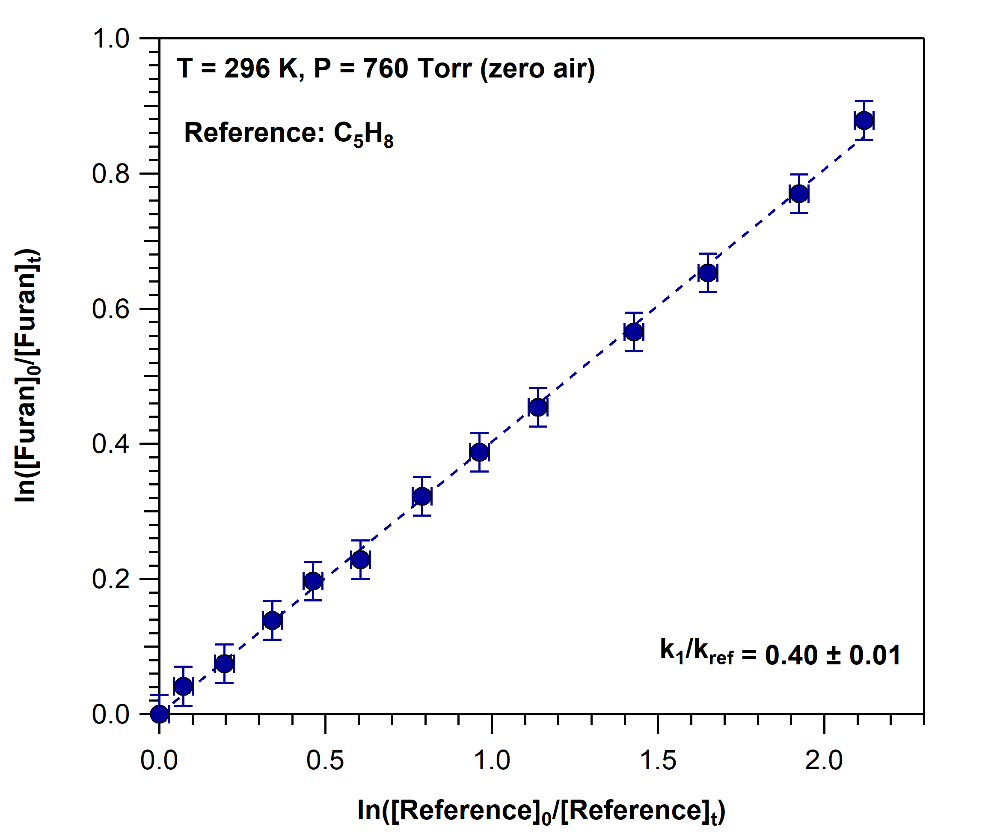 1.0
T = 296 K, P = 760 Torr (zero air)
Reference: C₅H₈
0.8
0.6
0.4
0.2
0.0
ln([Furan]₀/[Furan]ₜ)
k₁/k_ref = 0.40 ± 0.01
0.0 0.5 1.0 1.5 2.0
ln([Reference]₀/[Reference]ₜ)